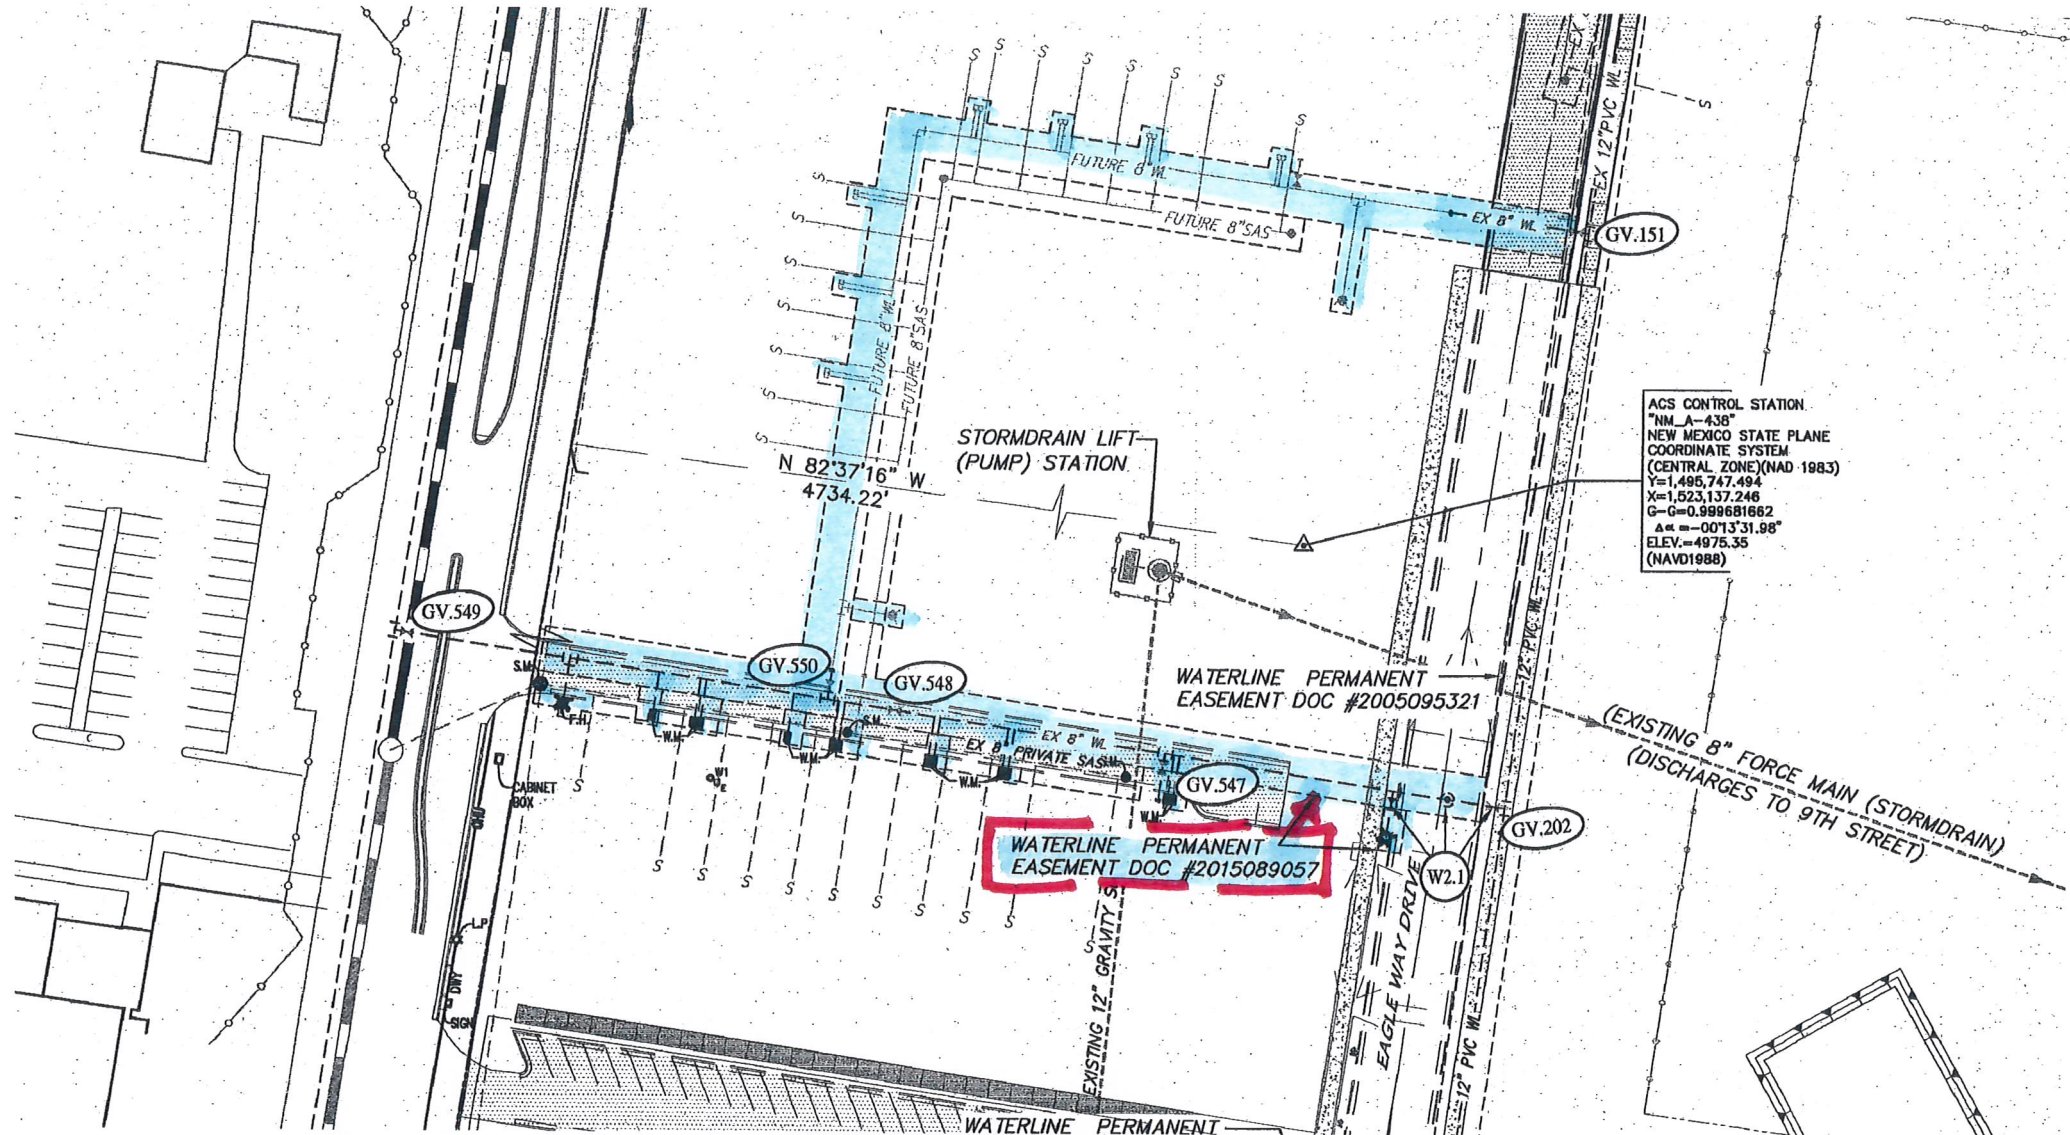 S
S
S
S
S
S
S
S
S
FUTURE 8" WL
FUTURE 8"SAS
EX 8" WL
EX 12"PVC WL
GV.151
S
S
S
S
S
S
S
FUTURE 8" WL
FUTURE 8"SAS
ACS CONTROL STATION
"NM_A-438"
NEW MEXICO STATE PLANE
COORDINATE SYSTEM
(CENTRAL ZONE)(NAD 1983)
Y=1,495,747.494
X=1,523,137.246
G-G=0.999681662
Δα=-00°13'31.98"
ELEV.=4975.35
(NAVD1988)
STORMDRAIN LIFT
(PUMP) STATION
N 82°37'16" W
4734.22'
GV.549
GV.550
GV.548
12" PVC WL
WATERLINE PERMANENT
EASEMENT DOC #2005095321
S.M.
F.H.
W.M.
W.M.
S.M.
W.M.
EX 8" WL
EX 8" PRIVATE SAS
W.M.
GV.547
GV.202
W2.1
(EXISTING 8" FORCE MAIN (STORMDRAIN)
(DISCHARGES TO 9TH STREET)
CABINET
BOX
OHU
S
WATERLINE PERMANENT
EASEMENT DOC #2015089057
S
S
S
S
S
S
S
S
S
S
L.P.
DWY
SIGN
EXISTING 12" GRAVITY S
EAGLE WAY DRIVE
12" PVC WL
WATERLINE PERMANENT